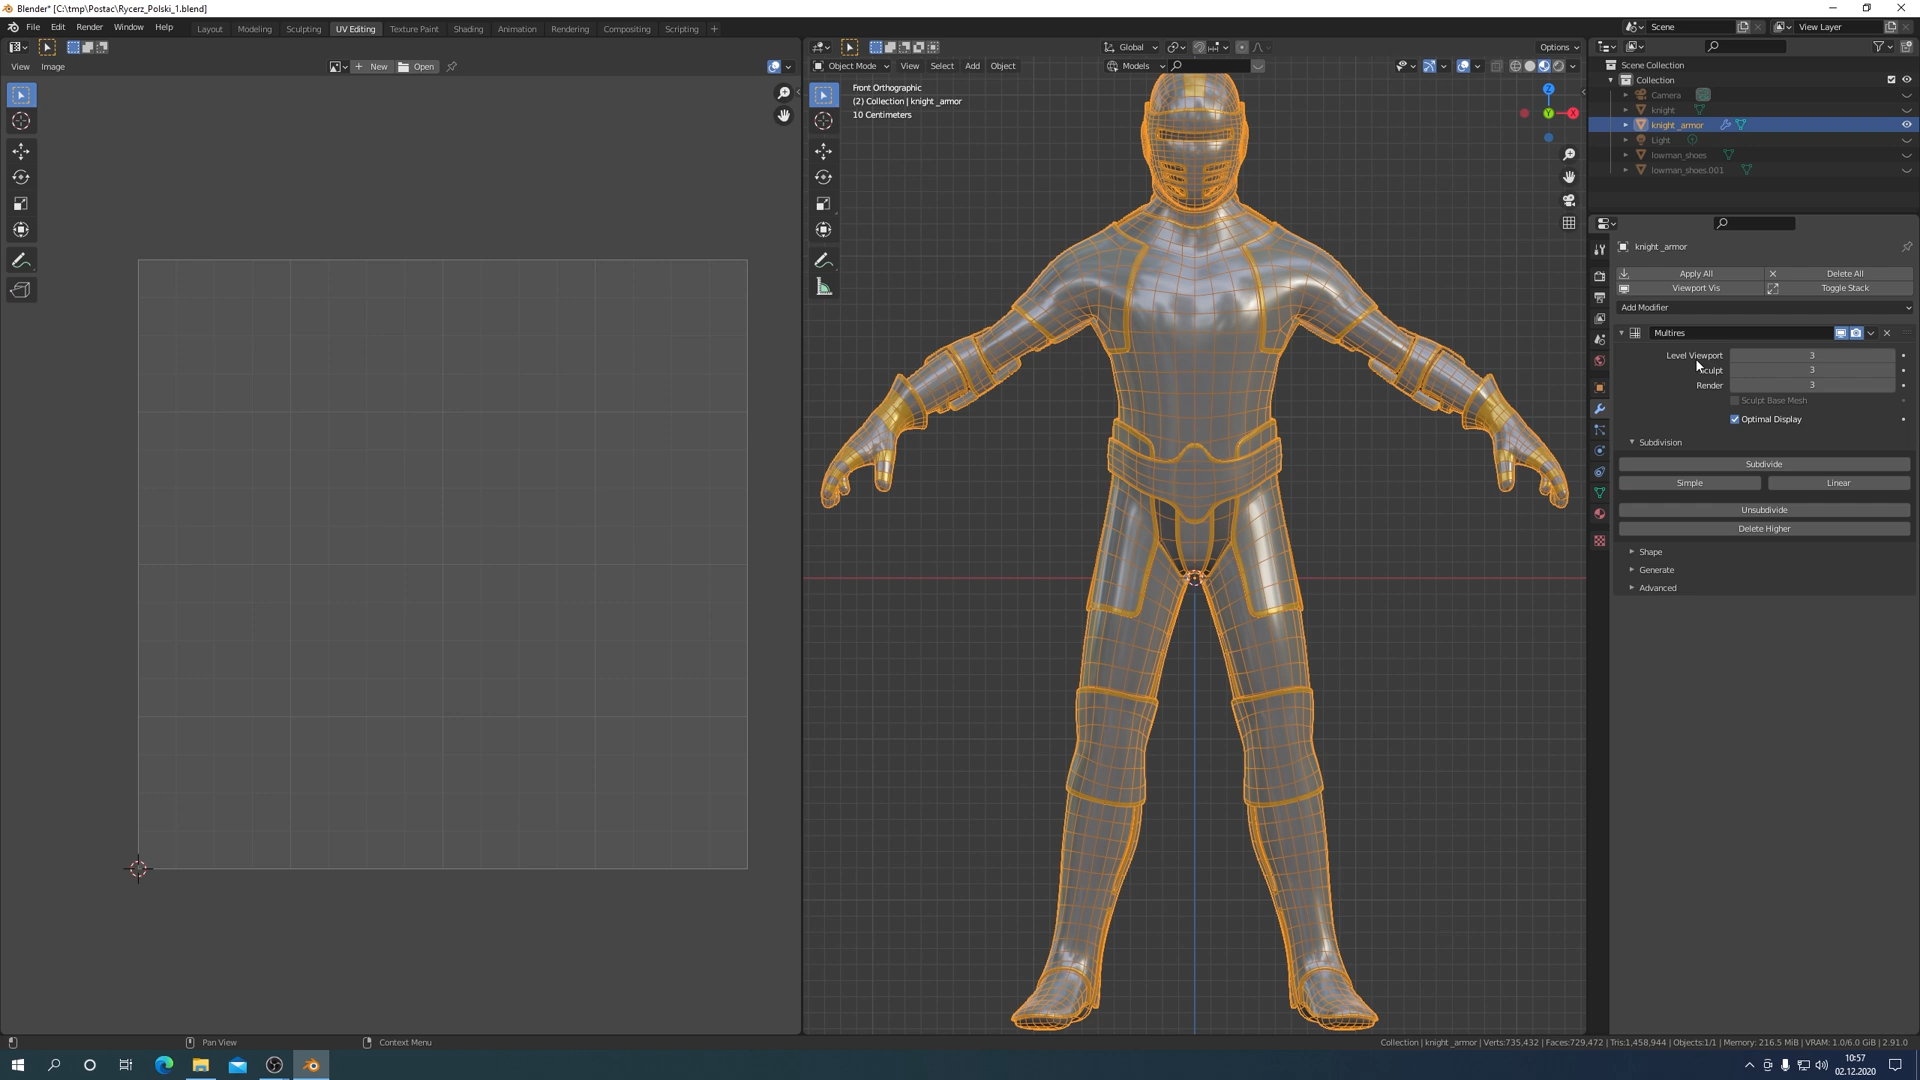 Blender* [C:\tmp\Postac\Rycerz_Polski_1.blend]
File Edit Render Window Help Layout Modeling Sculpting UV Editing Texture Paint Shading Animation Rendering Compositing Scripting + Scene View Layer
Global Options
View Image New Open Object Mode View Select Add Object Models
Scene Collection
Collection
Camera
knight
knight_armor
Light
lowman_shoes
lowman_shoes.001
Front Orthographic
(2) Collection | knight_armor
10 Centimeters
Z
Y
X
knight_armor
Apply All Delete All
Viewport Vis Toggle Stack
Add Modifier
Multires
Level Viewport 3
Sculpt 3
Render 3
Sculpt Base Mesh
Optimal Display
Subdivision
Subdivide
Simple Linear
Unsubdivide
Delete Higher
Shape
Generate
Advanced
Pan View Context Menu Collection | knight_armor | Verts:735,432 | Faces:729,472 | Tris:1,458,944 | Objects:1/1 | Memory: 216.5 MiB | VRAM: 1.0/6.0 GiB | 2.91.0
10:57
02.12.2020